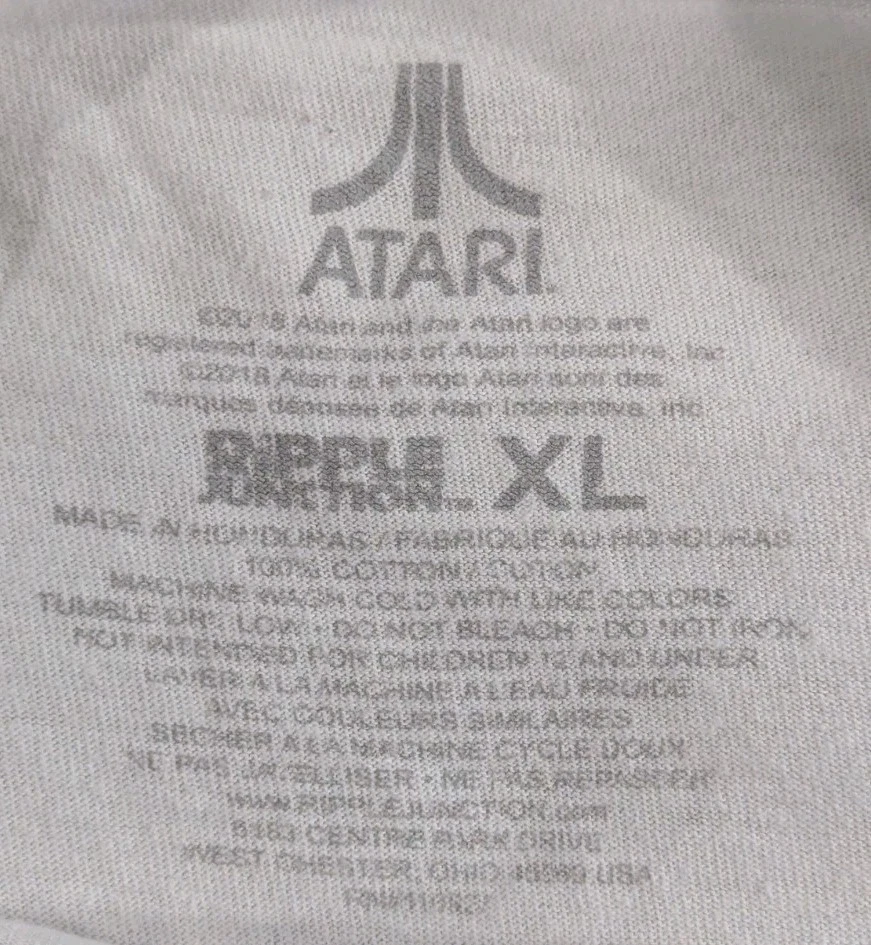 ATARI
©2018 Atari and the Atari logo are
registered trademarks of Atari Interactive, Inc.
©2018 Atari et le logo Atari sont des
marques déposée de Atari Interactive, Inc.
RIPPLE JUNCTION XL
MADE IN HONDURAS / FABRIQUE AU HONDURAS
100% COTTON / COTON
MACHINE WASH COLD WITH LIKE COLORS
TUMBLE DRY LOW • DO NOT BLEACH • DO NOT IRON
NOT INTENDED FOR CHILDREN 12 AND UNDER
LAVER A LA MACHINE A L'EAU FROIDE
AVEC COULEURS SIMILAIRES
SECHER A LA MACHINE CYCLE DOUX
NE PAS JAVELLISER • NE PAS REPASSER
www.RIPPLEJUNCTION.com
CENTRE PARK DRIVE
WEST CHESTER, OHIO USA